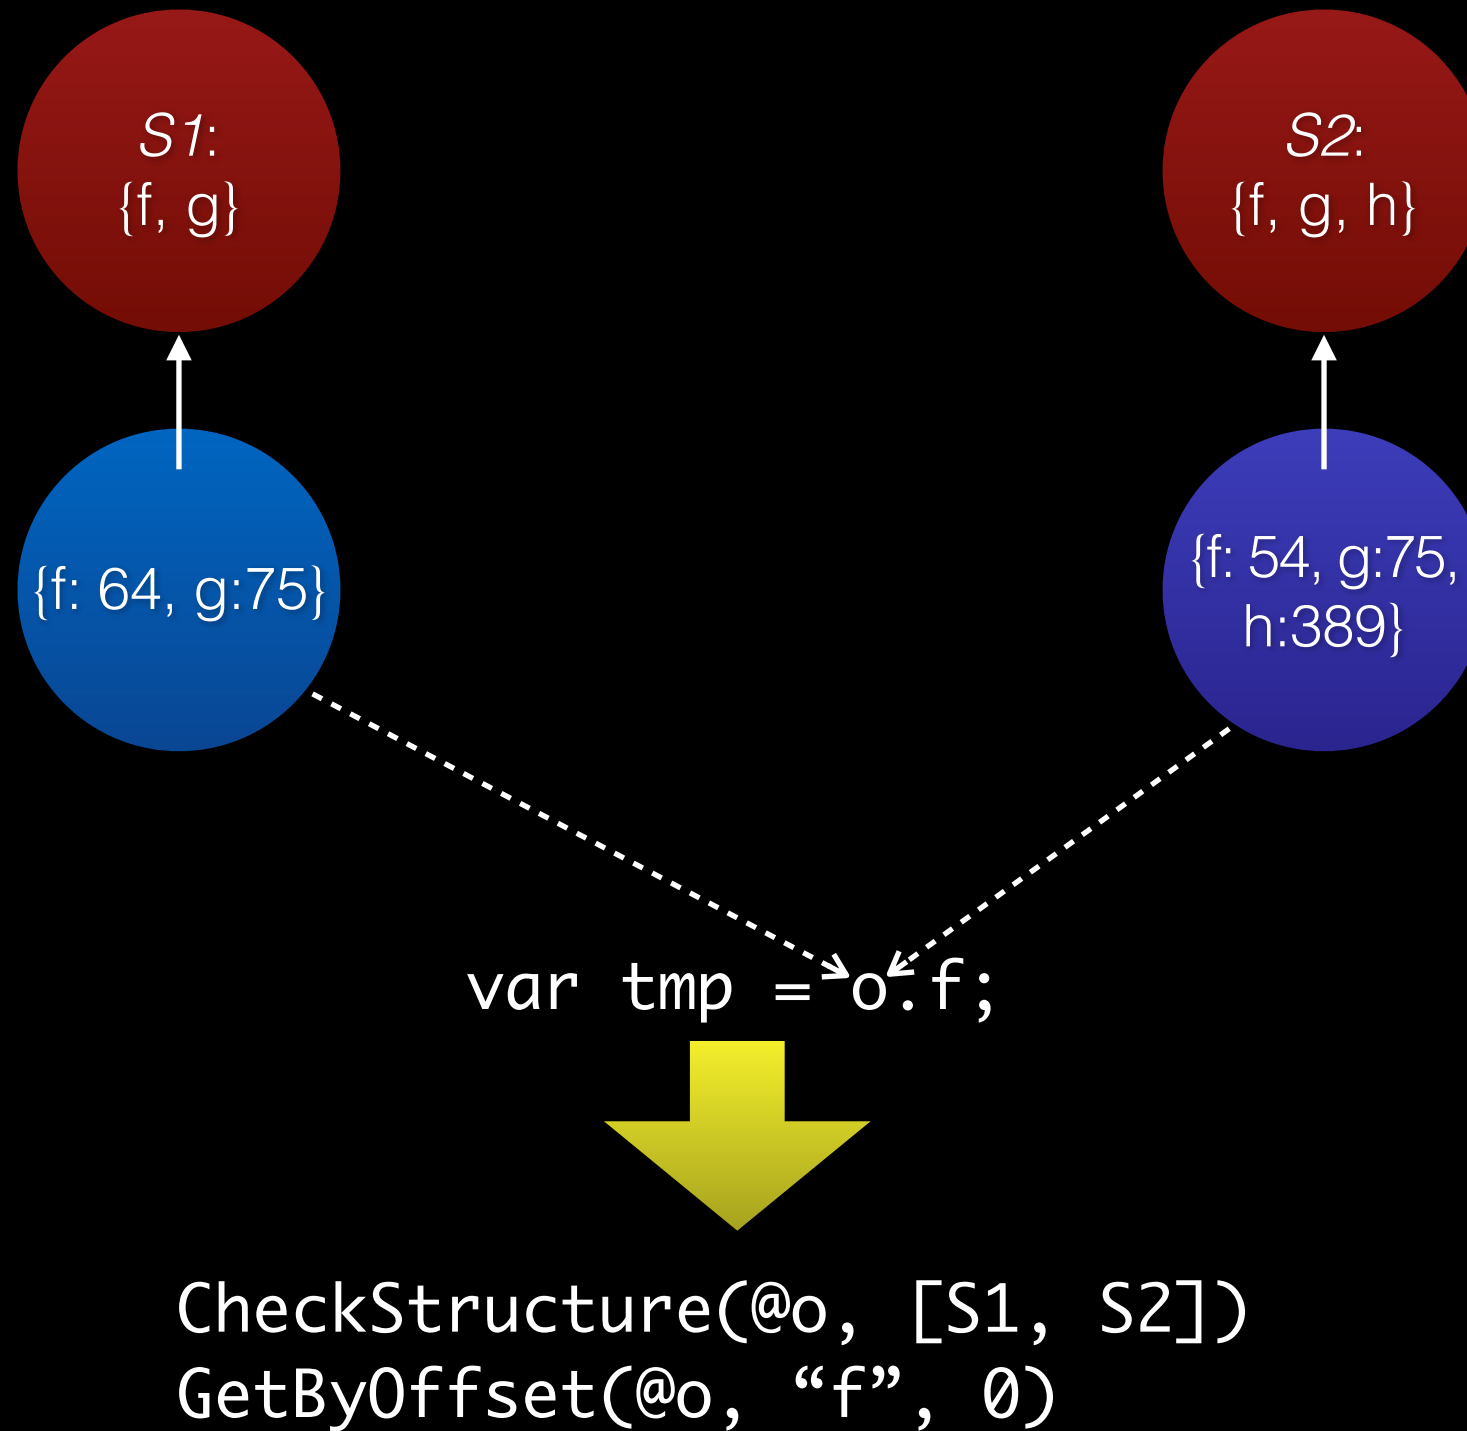 S1:
{f, g}
S2:
{f, g, h}
{f: 64, g:75}
{f: 54, g:75,
h:389}
var tmp = o.f;
CheckStructure(@o, [S1, S2])
GetByOffset(@o, “f”, 0)